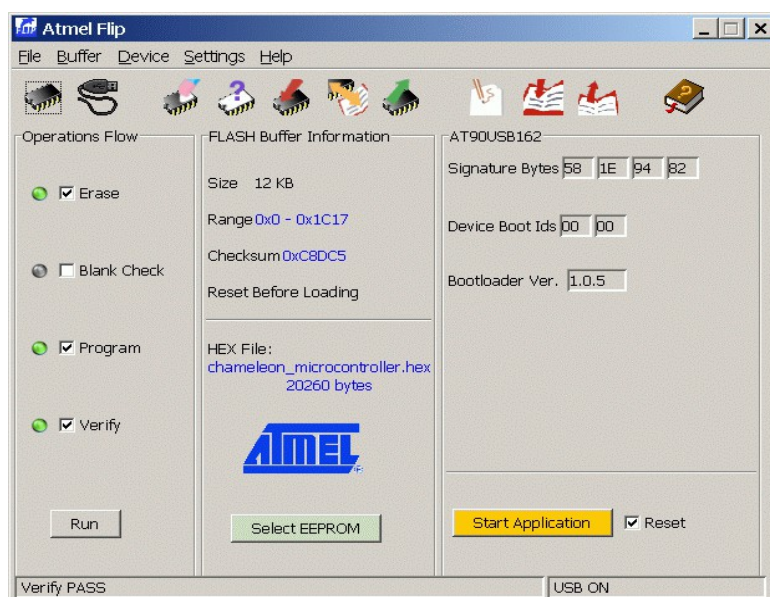 Atmel Flip
File Buffer Device Settings Help
Operations Flow
Erase
Blank Check
Program
Verify
Run
FLASH Buffer Information
Size 12 KB
Range 0x0 - 0x1C17
Checksum 0xC8DC5
Reset Before Loading
HEX File:
chameleon_microcontroller.hex
20260 bytes
ATMEL
Select EEPROM
AT90USB162
Signature Bytes 58 1E 94 82
Device Boot Ids 00 00
Bootloader Ver. 1.0.5
Start Application Reset
Verify PASS USB ON